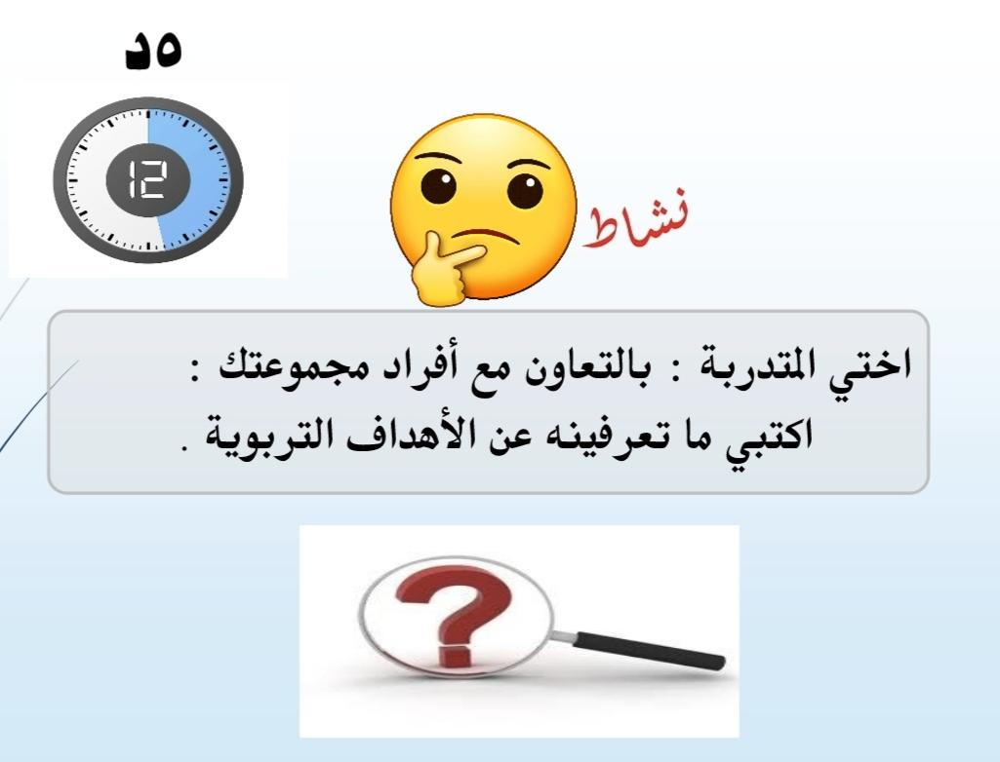 ٥د
12
نشاط
اختي المتدربة : بالتعاون مع أفراد مجموعتك :
اكتبي ما تعرفينه عن الأهداف التربوية .
?